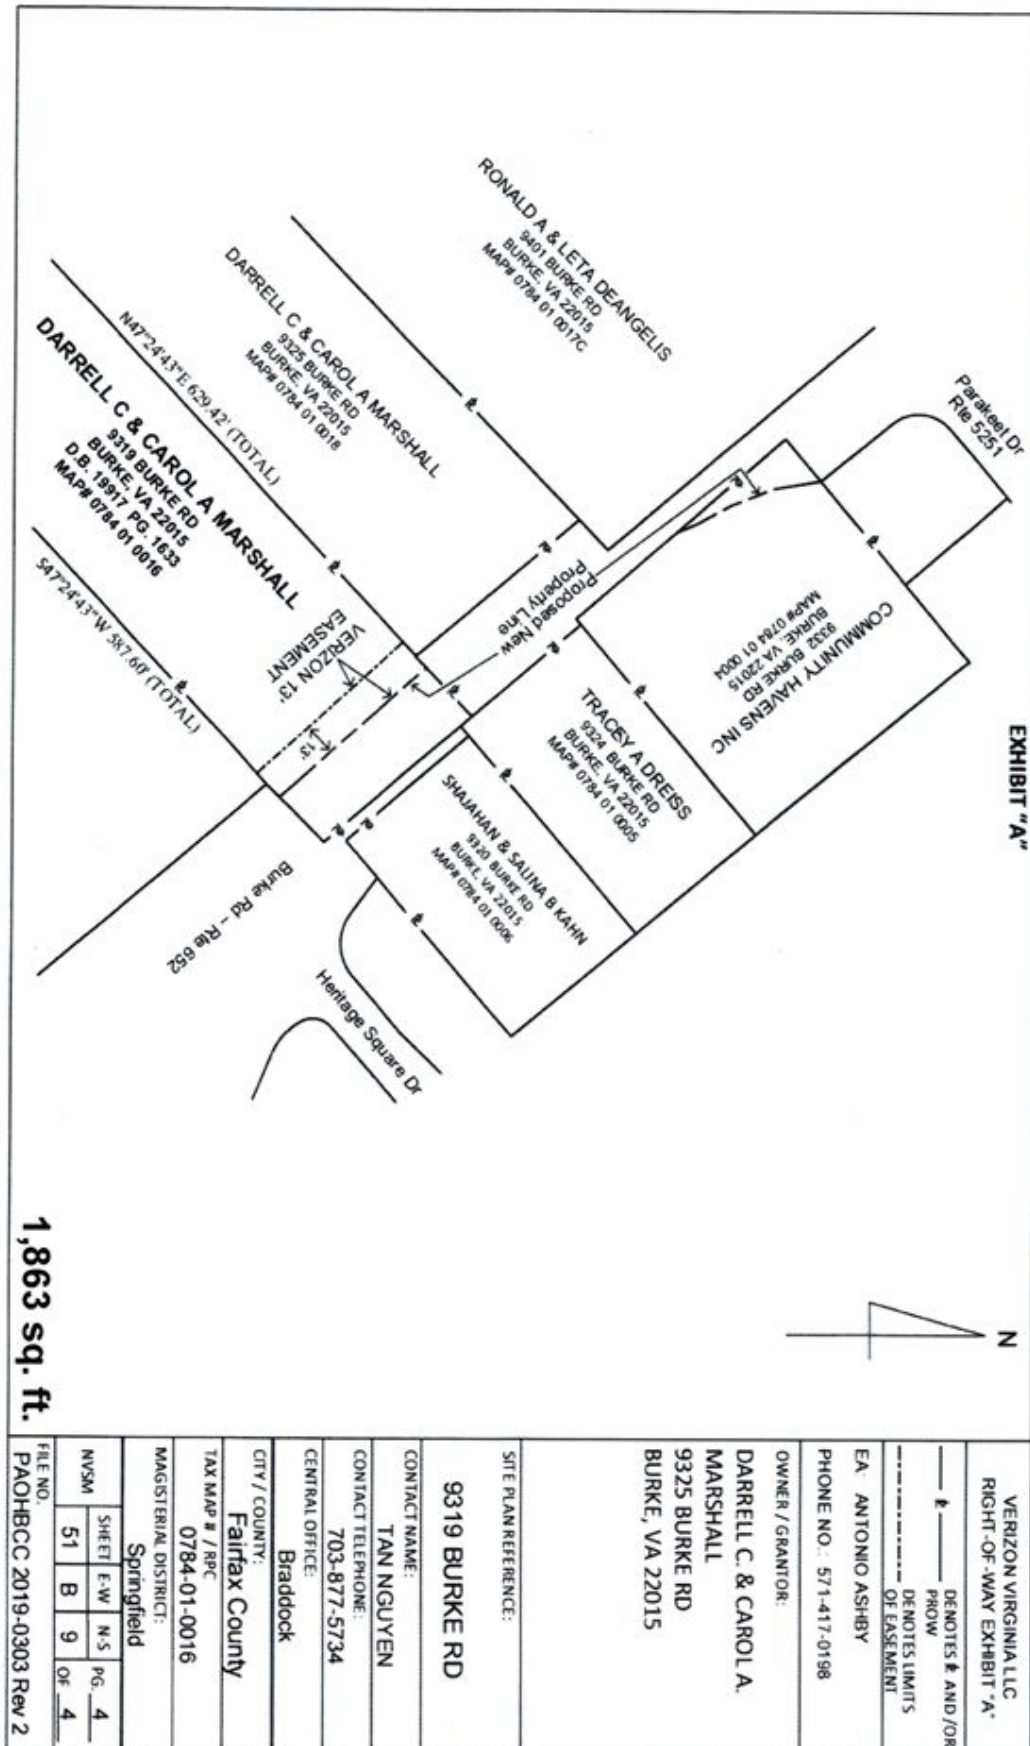 EXHIBIT "A"
N
Parakeet Dr
Rte 5251
RONALD A & LETA DEANGELIS
9401 BURKE RD
BURKE, VA 22015
MAP# 0784 01 0017C
DARRELL C & CAROL A MARSHALL
9325 BURKE RD
BURKE, VA 22015
MAP# 0784 01 0018
N47°24'43"E 629.42' (TOTAL)
DARRELL C & CAROL A MARSHALL
9319 BURKE RD
BURKE, VA 22015
D.B. 19917 PG. 1633
MAP# 0784 01 0016
S47°24'43"W 587.60' (TOTAL)
COMMUNITY HAVENS INC
9332 BURKE RD
BURKE, VA 22015
MAP# 0784 01 0004
TRACEY A DREISS
9324 BURKE RD
BURKE, VA 22015
MAP# 0784 01 0005
SHAJAHAN & SALINA B KAHN
9320 BURKE RD
BURKE, VA 22015
MAP# 0784 01 0006
Proposed New
Property Line
VERIZON 13'
EASEMENT
13'
Burke Rd - Rte 652
Heritage Square Dr
1,863 sq. ft.
VERIZON VIRGINIA LLC
RIGHT-OF-WAY EXHIBIT "A"
DENOTES ⅊ AND/OR
PROW
DENOTES LIMITS
OF EASEMENT
EA: ANTONIO ASHBY
PHONE NO.: 571-417-0198
OWNER / GRANTOR:
DARRELL C. & CAROL A.
MARSHALL
9325 BURKE RD
BURKE, VA 22015
SITE PLAN REFERENCE:
9319 BURKE RD
CONTACT NAME:
TAN NGUYEN
CONTACT TELEPHONE:
703-877-5734
CENTRAL OFFICE:
Braddock
CITY / COUNTY:
Fairfax County
TAX MAP # / RPC
0784-01-0016
MAGISTERIAL DISTRICT:
Springfield
NVSM
SHEET E-W N-S
51 B 9
PG. 4
OF 4
FILE NO.
PAOHBCC 2019-0303 Rev 2